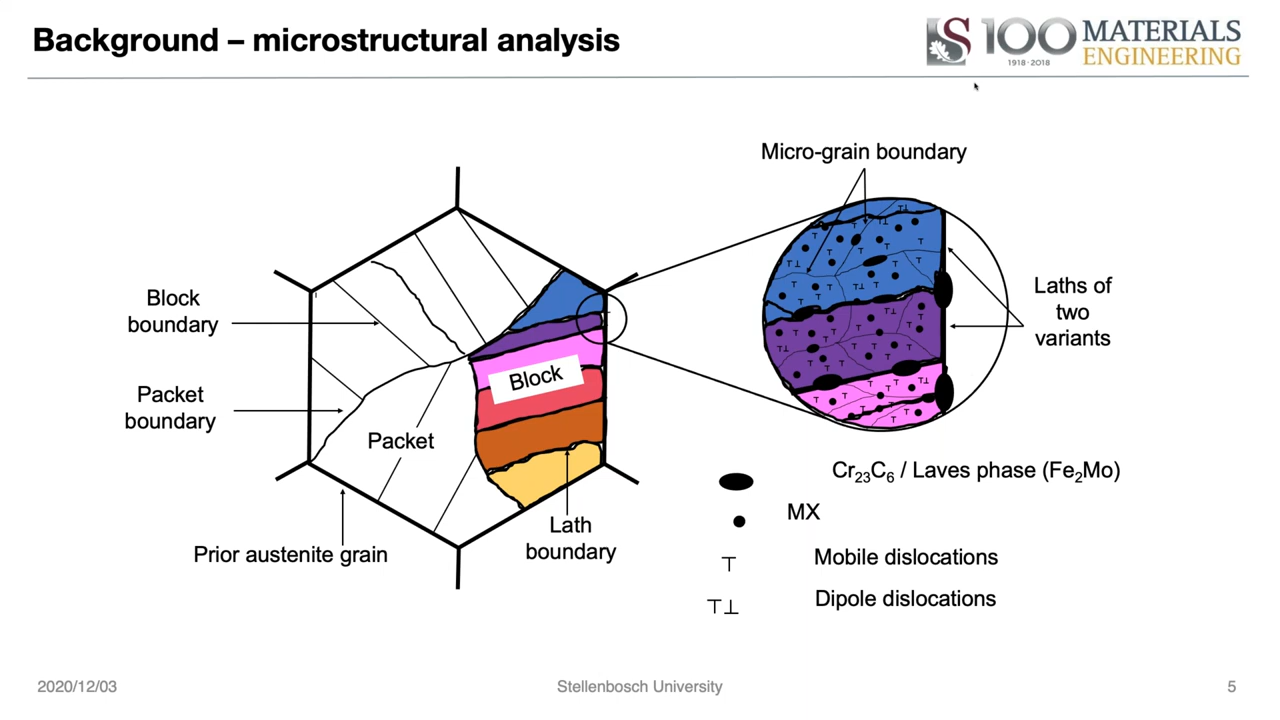 Background – microstructural analysis
S 100 MATERIALS
1918 · 2018 ENGINEERING
Micro-grain boundary
Block
boundary
Packet
boundary
Packet
Block
Prior austenite grain
Lath
boundary
Laths of
two
variants
Cr₂₃C₆ / Laves phase (Fe₂Mo)
MX
Mobile dislocations
Dipole dislocations
2020/12/03
Stellenbosch University
5